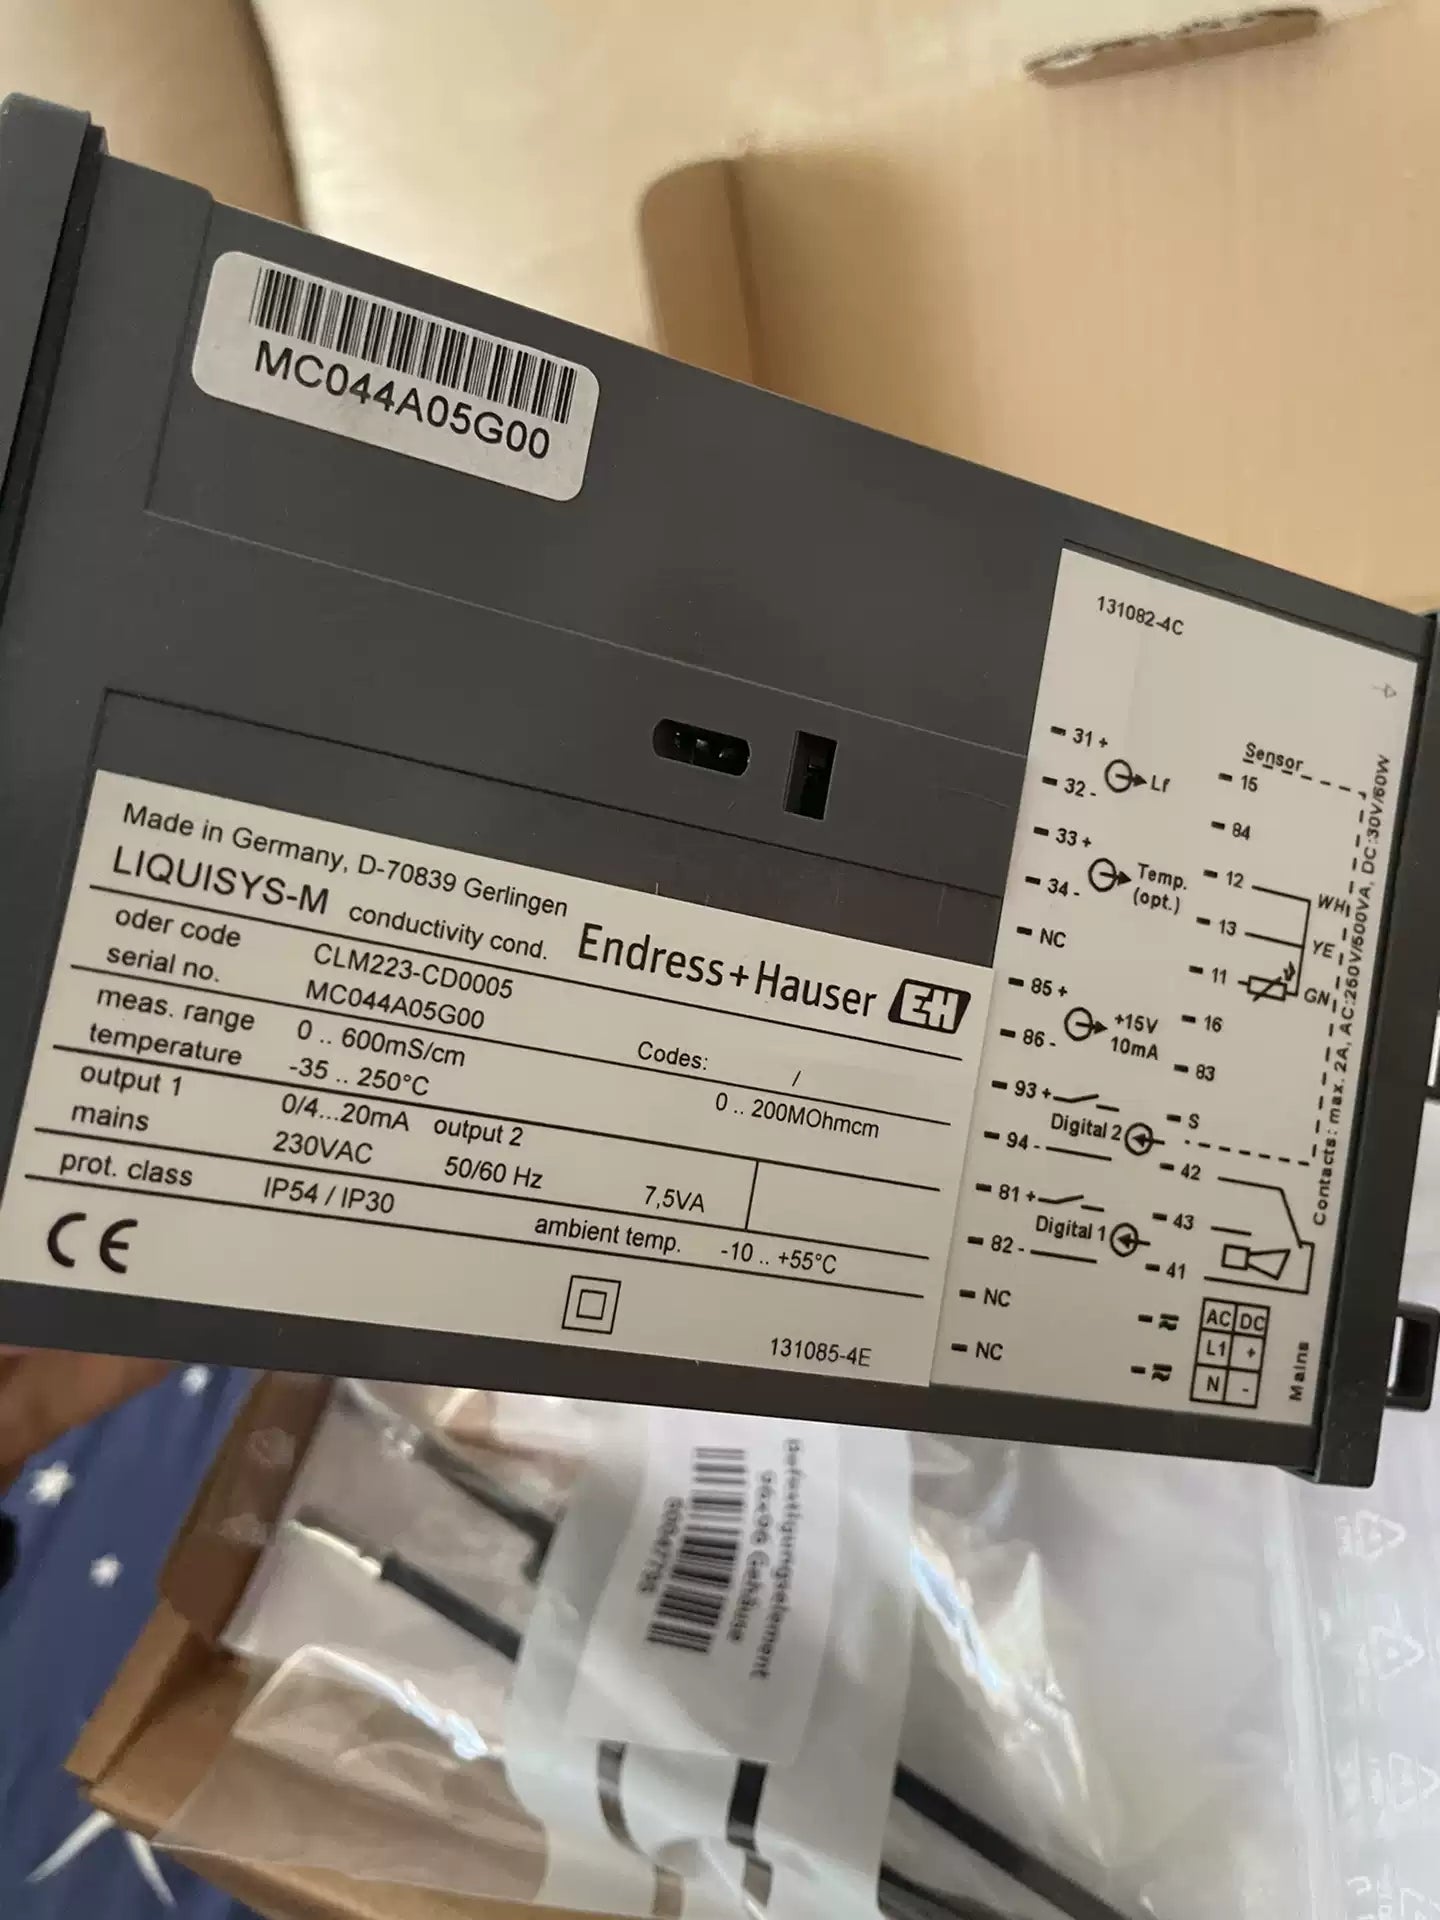 MC044A05G00
Made in Germany, D-70839 Gerlingen
LIQUISYS-M conductivity cond. Endress+Hauser EH
oder code CLM223-CD0005
serial no. MC044A05G00 Codes: /
meas. range 0 .. 600mS/cm 0 .. 200MOhmcm
temperature -35 .. 250°C
output 1 0/4...20mA output 2
mains 230VAC 50/60 Hz 7,5VA
prot. class IP54 / IP30 ambient temp. -10 .. +55°C
CE
131085-4E
131082-4C
31 +
32 -
Lf
33 +
34 -
Temp.
(opt.)
NC
85 +
86 -
+15V
10mA
93 +
94 -
Digital 2
81 +
82 -
Digital 1
NC
NC
Sensor
15
84
12 WH
13 YE
11 GN
16
83
S
42
43
41
AC DC
L1 +
N -
Mains
Contacts: max. 2A, AC:250V/500VA, DC:30V/60W
Befestigungselement
96x96 Gehäuse